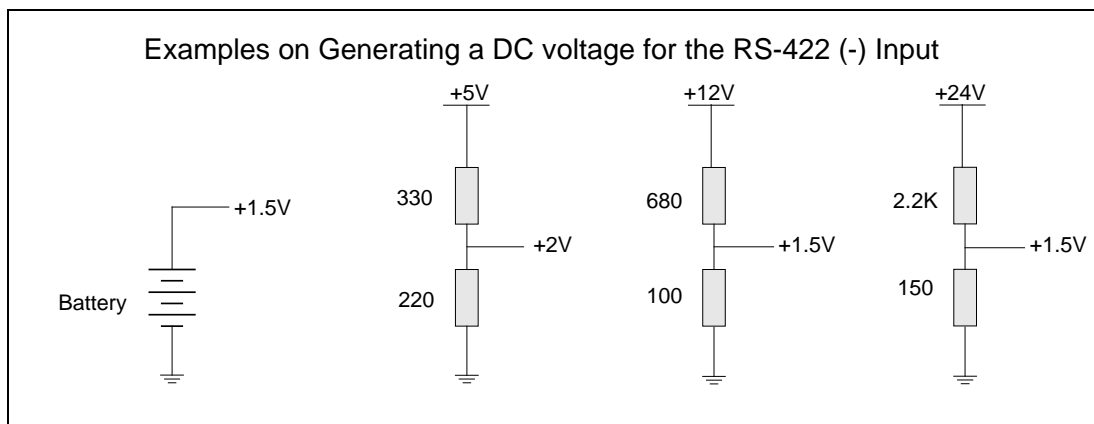 Examples on Generating a DC voltage for the RS-422 (-) Input
+5V
+12V
+24V
330
680
2.2K
+1.5V
+2V
+1.5V
+1.5V
Battery
220
100
150